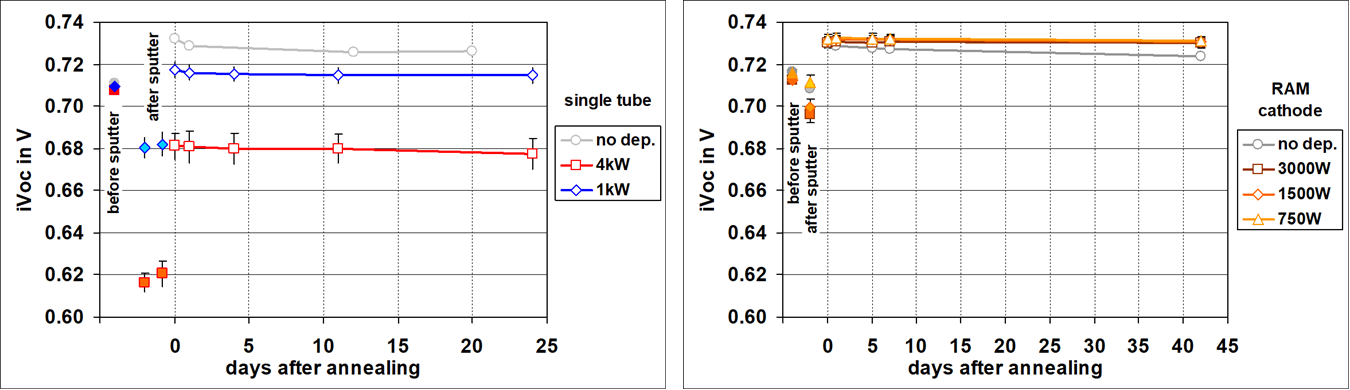 0.74
0.72
0.70
0.68
0.66
0.64
0.62
0.60
iVoc in V
before sputter
after sputter
0 5 10 15 20 25
days after annealing
single tube
no dep.
4kW
1kW
0.74
0.72
0.70
0.68
0.66
0.64
0.62
0.60
iVoc in V
before sputter
after sputter
0 5 10 15 20 25 30 35 40 45
days after annealing
RAM
cathode
no dep.
3000W
1500W
750W